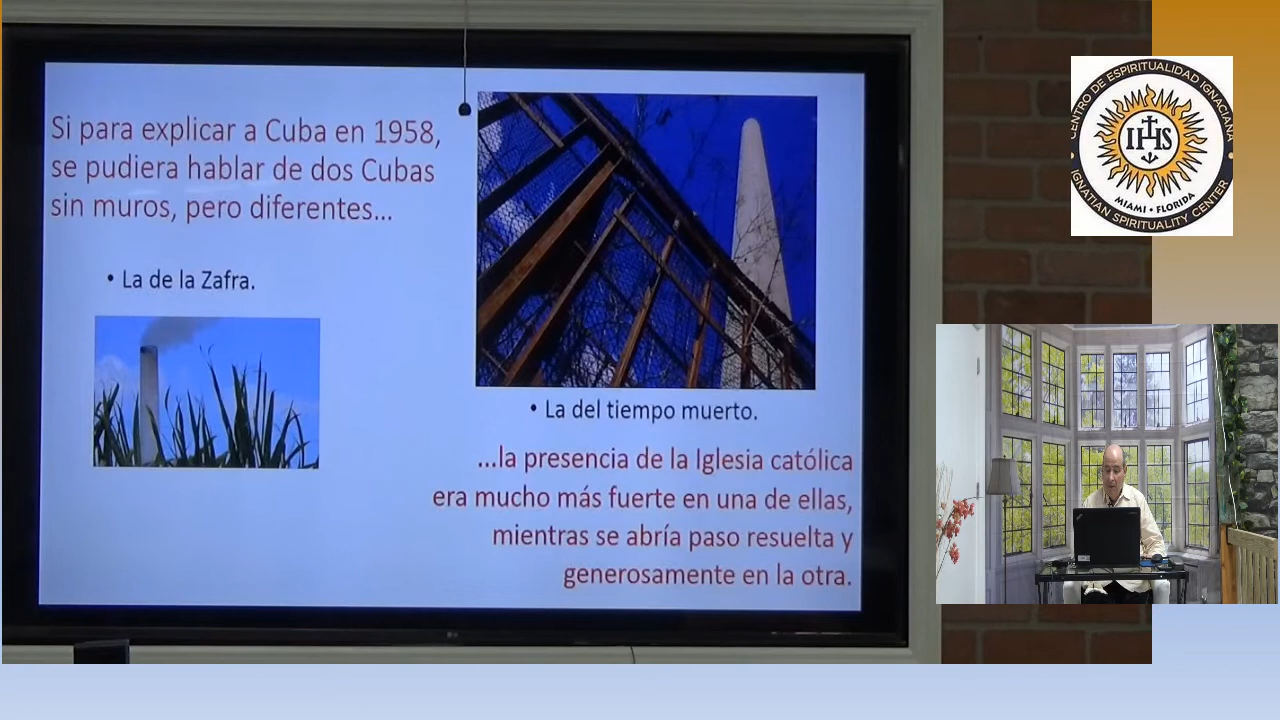 Si para explicar a Cuba en 1958,
se pudiera hablar de dos Cubas
sin muros, pero diferentes...
• La de la Zafra.
• La del tiempo muerto.
...la presencia de la Iglesia católica
era mucho más fuerte en una de ellas,
mientras se abría paso resuelta y
generosamente en la otra.
CENTRO DE ESPIRITUALIDAD IGNACIANA
IHS
MIAMI • FLORIDA
IGNATIAN SPIRITUALITY CENTER